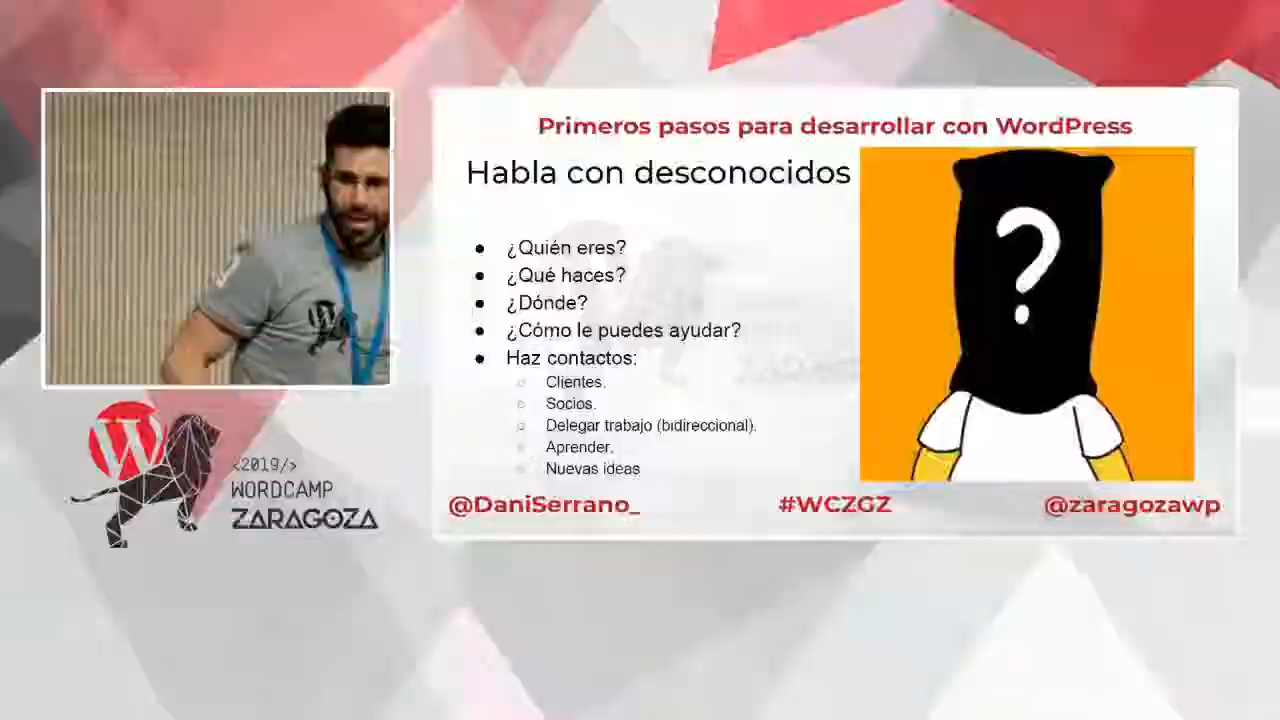 Primeros pasos para desarrollar con WordPress
Habla con desconocidos
● ¿Quién eres?
● ¿Qué haces?
● ¿Dónde?
● ¿Cómo le puedes ayudar?
● Haz contactos:
○ Clientes.
○ Socios.
○ Delegar trabajo (bidireccional).
○ Aprender.
○ Nuevas ideas
?
@DaniSerrano_ #WCZGZ @zaragozawp
W
<2019/>
WORDCAMP
ZARAGOZA